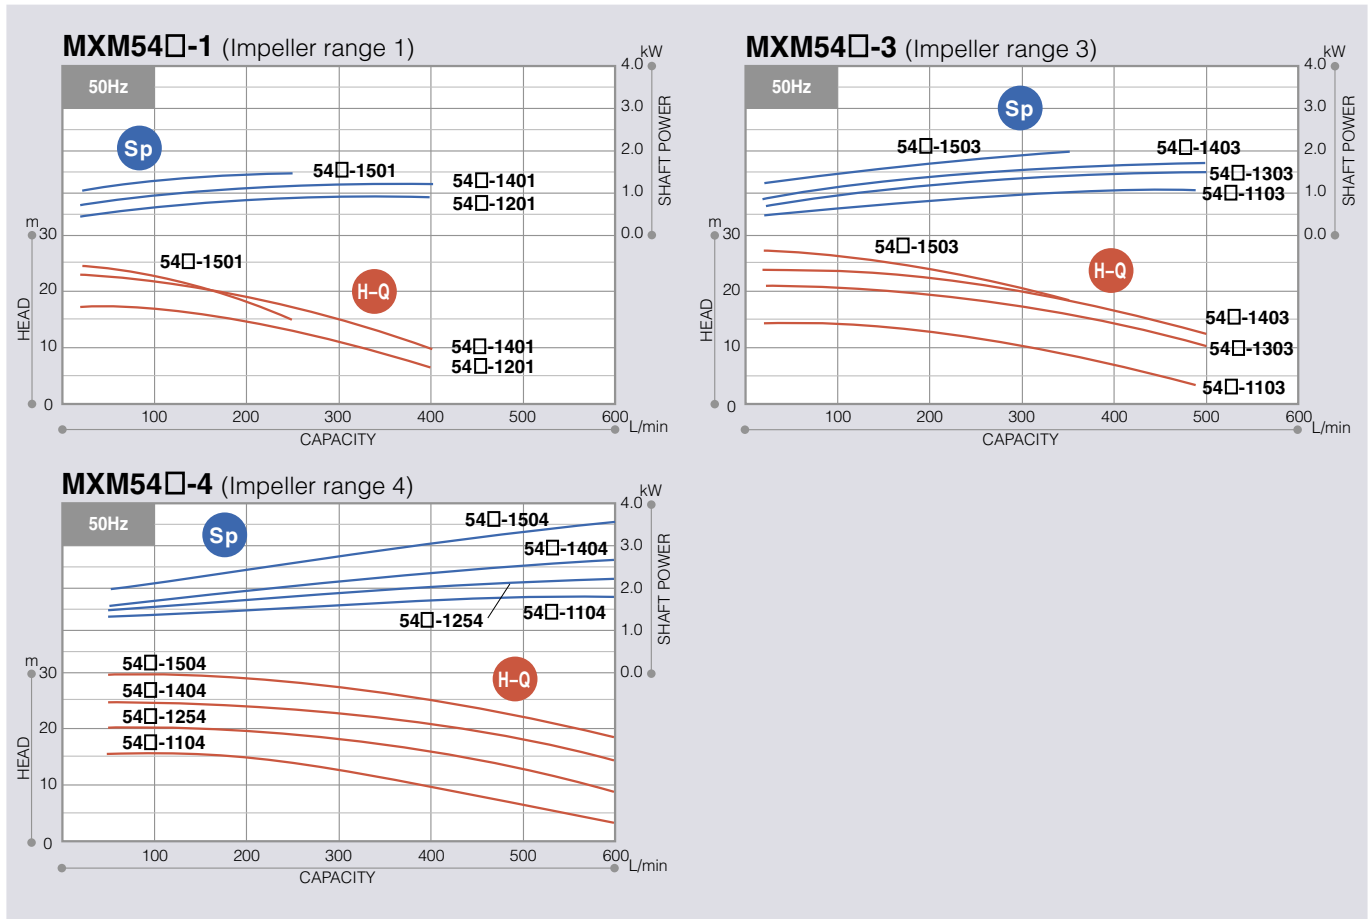 MXM54□-1 (Impeller range 1)
kW
50Hz
4.0
3.0
2.0
1.0
0.0
SHAFT POWER
Sp
54□-1501
54□-1401
54□-1201
m
30
20
10
0
HEAD
54□-1501
H-Q
54□-1401
54□-1201
100 200 300 400 500 600
L/min
CAPACITY
MXM54□-3 (Impeller range 3)
kW
50Hz
4.0
3.0
2.0
1.0
0.0
SHAFT POWER
Sp
54□-1503
54□-1403
54□-1303
54□-1103
m
30
20
10
0
HEAD
54□-1503
H-Q
54□-1403
54□-1303
54□-1103
100 200 300 400 500 600
L/min
CAPACITY
MXM54□-4 (Impeller range 4)
kW
50Hz
4.0
3.0
2.0
1.0
0.0
SHAFT POWER
Sp
54□-1504
54□-1404
54□-1254
54□-1104
m
30
20
10
0
HEAD
54□-1504
54□-1404
54□-1254
54□-1104
H-Q
100 200 300 400 500 600
L/min
CAPACITY